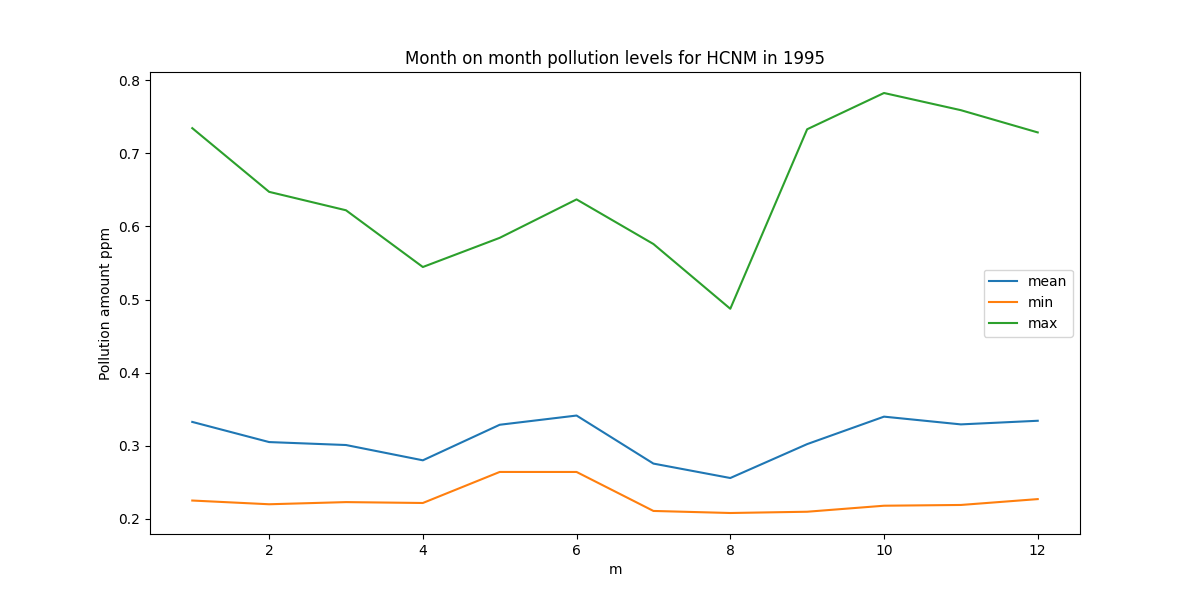 Month on month pollution levels for HCNM in 1995
Pollution amount ppm
0.8
0.7
0.6
0.5
0.4
0.3
0.2
mean
min
max
2 4 6 8 10 12
m